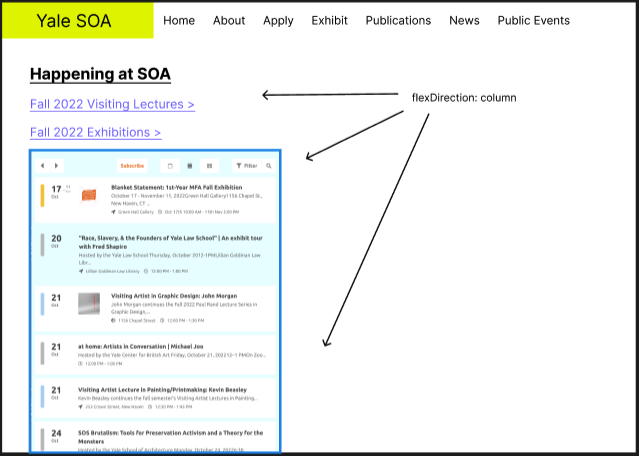 Yale SOA Home About Apply Exhibit Publications News Public Events
Happening at SOA
Fall 2022 Visiting Lectures >
flexDirection: column
Fall 2022 Exhibitions >
Subscribe Filter
17
Oct
Blanket Statement: 1st-Year MFA Fall Exhibition
October 17 - November 11, 2022Green Hall Gallery1156 Chapel St.,
New Haven, CT ...
Green Hall Gallery Oct 17th 10:00 AM - 11th Nov 3:00 PM
20
Oct
"Race, Slavery, & the Founders of Yale Law School" | An exhibit tour
with Fred Shapiro
Hosted by the Yale Law School Thursday, October 2012-1PMLillian Goldman Law
Libr...
Lillian Goldman Law Library 12:00 PM - 1:00 PM
21
Oct
Visiting Artist in Graphic Design: John Morgan
John Morgan continues the Fall 2022 Paul Rand Lecture Series in
Graphic Design,...
1156 Chapel Street 12:00 PM - 1:30 PM
21
Oct
at home: Artists in Conversation | Michael Joo
Hosted by the Yale Center for British Art Friday, October 21, 202212-1 PMOn Zoo...
12:00 PM - 1:00 PM
21
Oct
Visiting Artist Lecture in Painting/Printmaking: Kevin Beasley
Kevin Beasley continues the fall semester's Visiting Artist Lectures in Painting...
353 Crown Street, New Haven 12:30 PM - 1:45 PM
24
Oct
SOS Brutalism: Tools for Preservation Activism and a Theory for the
Monsters
Hosted by the Yale School of Architecture Monday, October 24, 20226:30